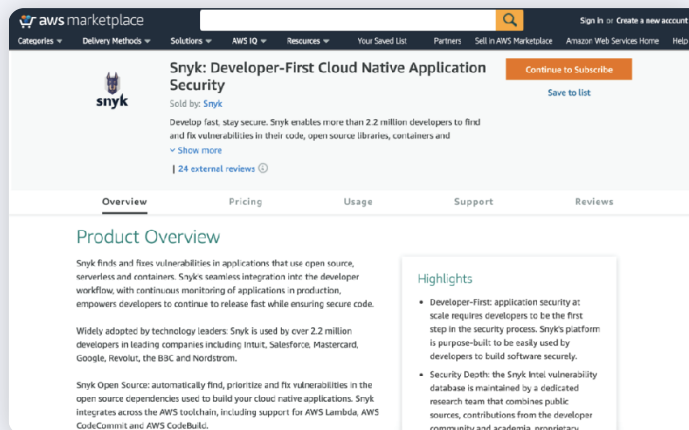 aws marketplace
Sign in or Create a new account
Categories Delivery Methods Solutions AWS IQ Resources Your Saved List Partners Sell in AWS Marketplace Amazon Web Services Home Help
snyk
Snyk: Developer-First Cloud Native Application
Security
Sold by: Snyk
Develop fast, stay secure. Snyk enables more than 2.2 million developers to find
and fix vulnerabilities in their code, open source libraries, containers and
Show more
| 24 external reviews
Continue to Subscribe
Save to list
Overview Pricing Usage Support Reviews
Product Overview
Snyk finds and fixes vulnerabilities in applications that use open source,
serverless and containers. Snyk's seamless integration into the developer
workflow, with continuous monitoring of applications in production,
empowers developers to continue to release fast while ensuring secure code.
Widely adopted by technology leaders: Snyk is used by over 2.2 million
developers in leading companies including Intuit, Salesforce, Mastercard,
Google, Revolut, the BBC and Nordstrom.
Snyk Open Source: automatically find, prioritize and fix vulnerabilities in the
open source dependencies used to build your cloud native applications. Snyk
integrates across the AWS toolchain, including support for AWS Lambda, AWS
CodeCommit and AWS CodeBuild.
Highlights
• Developer-First: application security at
scale requires developers to be the first
step in the security process. Snyk's platform
is purpose-built to be easily used by
developers to build software securely.
• Security Depth: the Snyk Intel vulnerability
database is maintained by a dedicated
research team that combines public
sources, contributions from the developer
community and academia, proprietary